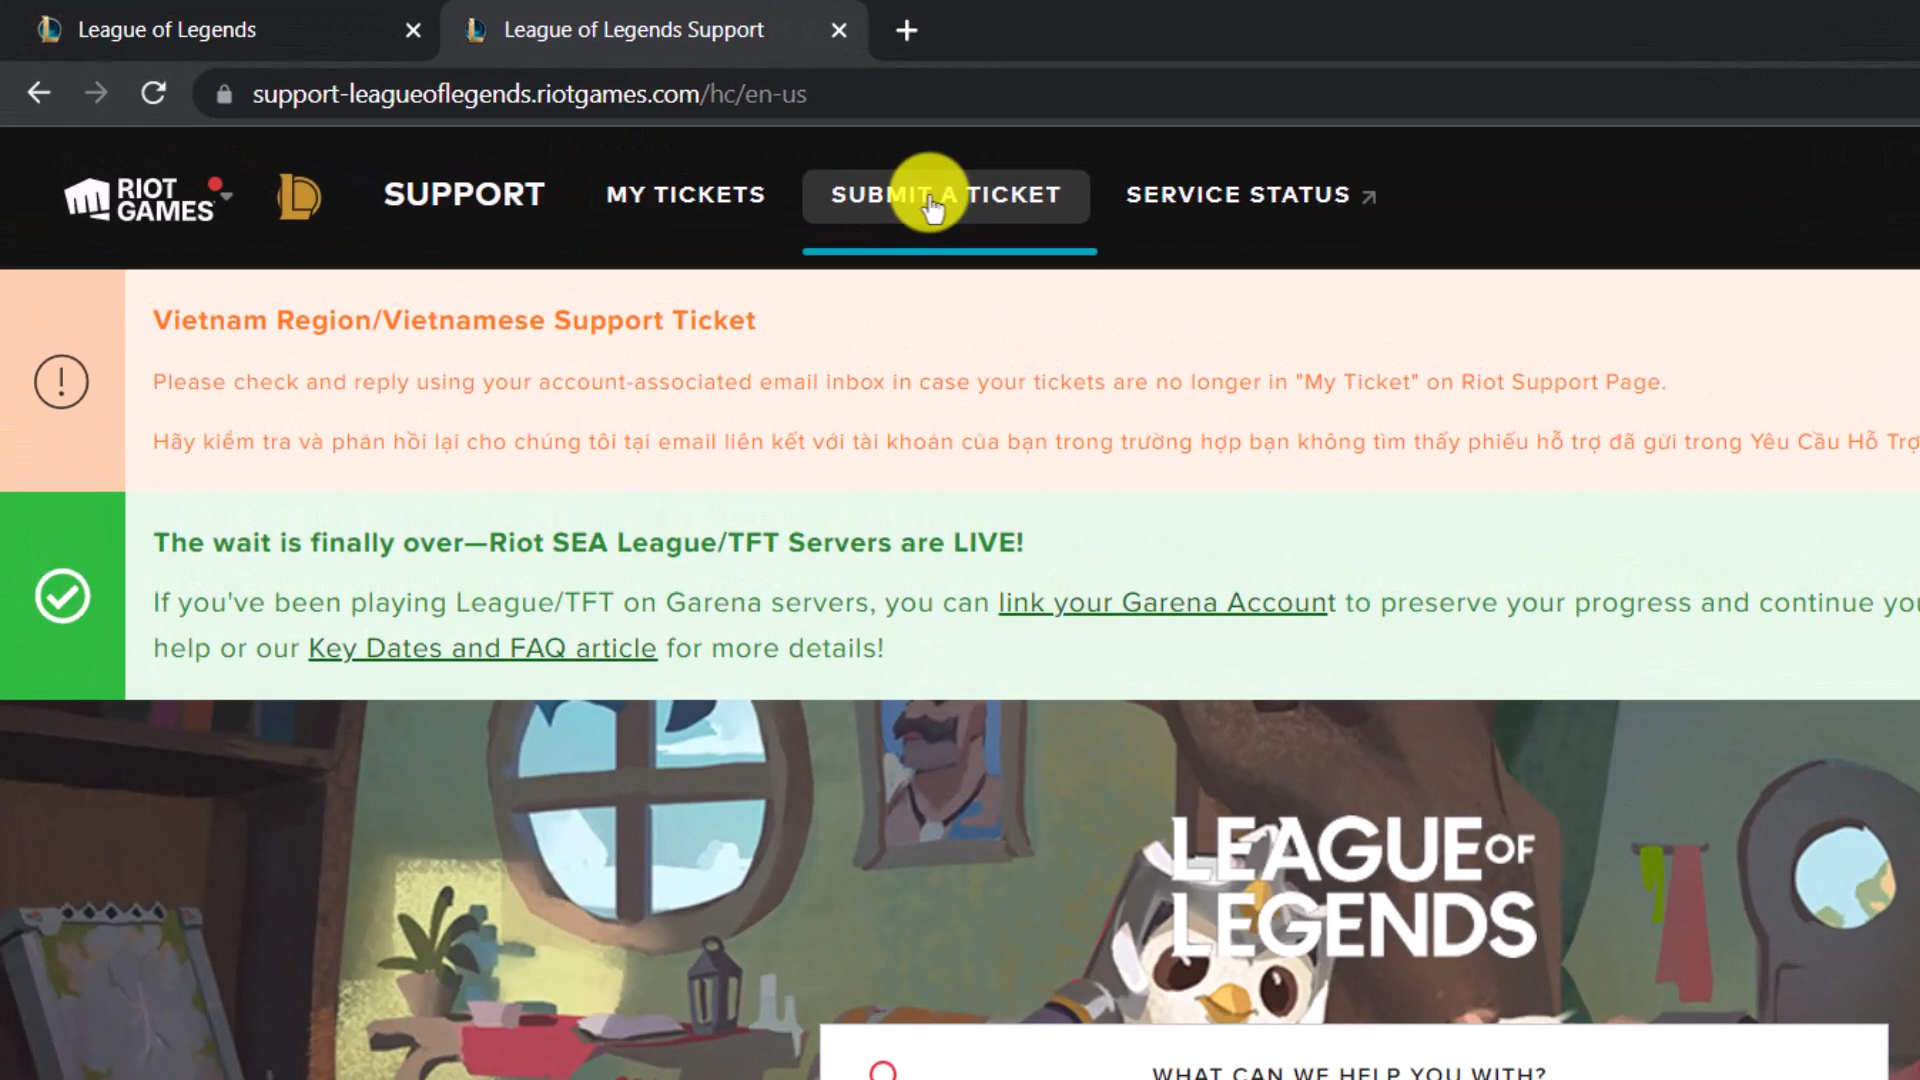 League of Legends
League of Legends Support
support-leagueoflegends.riotgames.com/hc/en-us
RIOT GAMES
SUPPORT
MY TICKETS
SUBMIT A TICKET
SERVICE STATUS
Vietnam Region/Vietnamese Support Ticket
Please check and reply using your account-associated email inbox in case your tickets are no longer in "My Ticket" on Riot Support Page.
Hãy kiểm tra và phản hồi lại cho chúng tôi tại email liên kết với tài khoản của bạn trong trường hợp bạn không tìm thấy phiếu hỗ trợ đã gửi trong Yêu Cầu Hỗ Trợ
The wait is finally over—Riot SEA League/TFT Servers are LIVE!
If you've been playing League/TFT on Garena servers, you can link your Garena Account to preserve your progress and continue you
help or our Key Dates and FAQ article for more details!
LEAGUE OF
LEGENDS
WHAT CAN WE HELP YOU WITH?